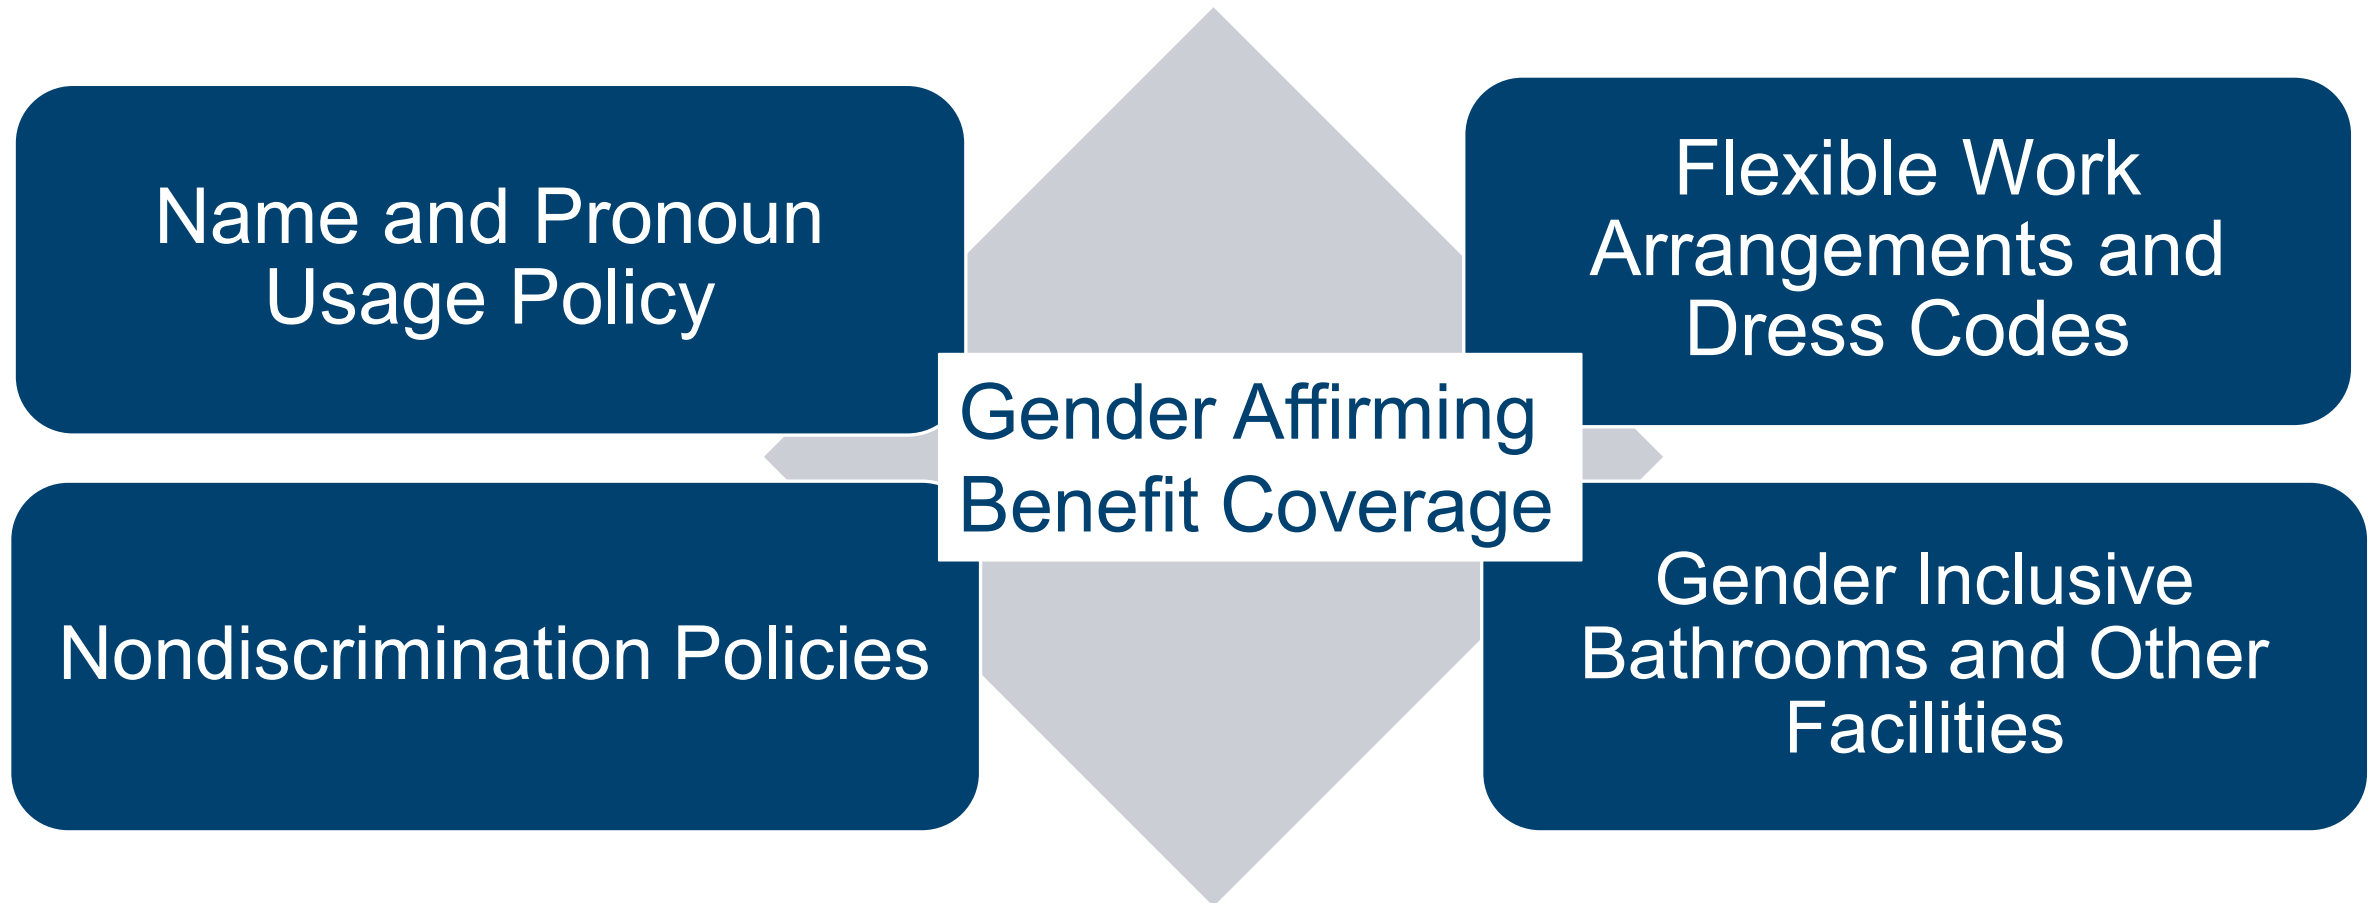 Name and Pronoun
Usage Policy
Flexible Work
Arrangements and
Dress Codes
Gender Affirming
Benefit Coverage
Nondiscrimination Policies
Gender Inclusive
Bathrooms and Other
Facilities